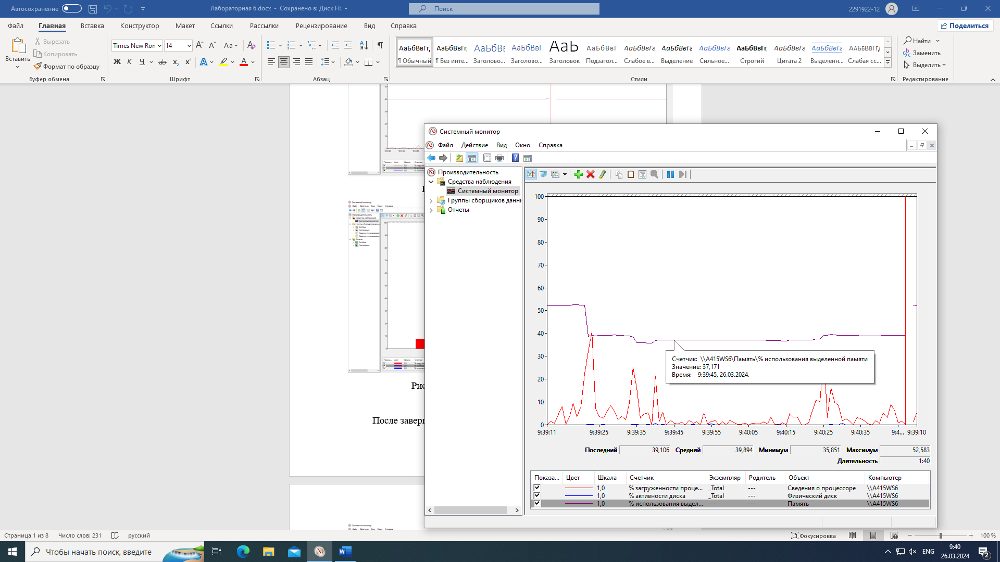 Автосохранение
Лабораторная 6.docx - Сохранено в: Диск H:
Поиск
2291922-12
Файл Главная Вставка Конструктор Макет Ссылки Рассылки Рецензирование Вид Справка
Поделиться
Вставить
Вырезать
Копировать
Формат по образцу
Буфер обмена
Times New Ron 14
Шрифт
Абзац
АаБбВвГг, АаБбВвГг, АаБбВв АаБбВвГ АаБ АаБбВвГ АаБбВвГг АаБбВвГг АаБбВвГг АаБбВвГг, АаБбВвГг АаБбВвГг ААББВВГГД
¶ Обычный ¶ Без инте... Заголово... Заголово... Заголовок Подзагол... Слабое в... Выделение Сильное... Строгий Цитата 2 Выделенн... Слабая сс...
Стили
Найти
Заменить
Выделить
Редактирование
Рис
После завер
Системный монитор
Файл Действие Вид Окно Справка
Производительность
Средства наблюдения
Системный монитор
Группы сборщиков данн
Отчеты
100
90
80
70
60
50
40
30
20
10
0
Счетчик: \\A415WS6\Память\% использования выделенной памяти
Значение: 37,171
Время: 9:39:45, 26.03.2024.
9:39:11 9:39:25 9:39:35 9:39:45 9:39:55 9:40:05 9:40:15 9:40:25 9:40:35 9:4... 9:39:10
Последний 39,106 Средний 39,894 Минимум 35,851 Максимум 52,583
Длительность 1:40
Показа... Цвет Шкала Счетчик Экземпляр Родитель Объект Компьютер
1,0 % загруженности проце... _Total --- Сведения о процессоре \\A415WS6
1,0 % активности диска _Total --- Физический диск \\A415WS6
1,0 % использования выдел... --- --- Память \\A415WS6
Страница 1 из 8 Число слов: 231 русский
Фокусировка
100 %
Чтобы начать поиск, введите
ENG
9:40
26.03.2024
2